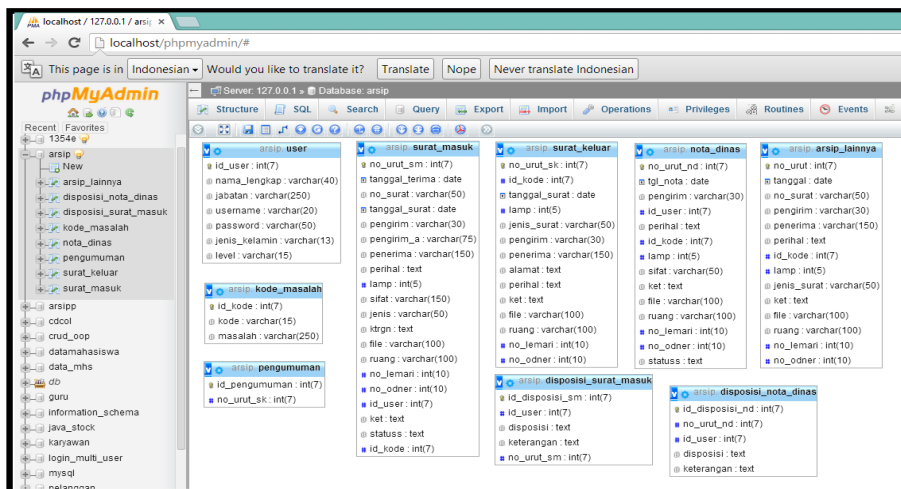 localhost / 127.0.0.1 / arsip
localhost/phpmyadmin/#
This page is in Indonesian Would you like to translate it? Translate Nope Never translate Indonesian
phpMyAdmin
Recent Favorites
1354e
arsip
New
arsip_lainnya
disposisi_nota_dinas
disposisi_surat_masuk
kode_masalah
nota_dinas
pengumuman
surat_keluar
surat_masuk
arsipp
cdcol
crud_oop
datamahasiswa
data_mhs
db
guru
information_schema
java_stock
karyawan
login_multi_user
mysql
pelanggan
Server: 127.0.0.1 » Database: arsip
Structure SQL Search Query Export Import Operations Privileges Routines Events
arsip. user
id_user : int(7)
nama_lengkap : varchar(40)
jabatan : varchar(250)
username : varchar(20)
password : varchar(50)
jenis_kelamin : varchar(13)
level : varchar(15)
arsip. kode_masalah
id_kode : int(7)
kode : varchar(15)
masalah : varchar(250)
arsip. pengumuman
id_pengumuman : int(7)
no_urut_sk : int(7)
arsip. surat_masuk
no_urut_sm : int(7)
tanggal_terima : date
no_surat : varchar(50)
tanggal_surat : date
pengirim : varchar(30)
pengirim_a : varchar(75)
penerima : varchar(150)
perihal : text
lamp : int(5)
sifat : varchar(150)
jenis : varchar(50)
ktrgn : text
file : varchar(100)
ruang : varchar(100)
no_lemari : int(10)
no_odner : int(10)
id_user : int(7)
ket : text
statuss : text
id_kode : int(7)
arsip. surat_keluar
no_urut_sk : int(7)
id_kode : int(7)
tanggal_surat : date
lamp : int(5)
jenis_surat : varchar(50)
pengirim : varchar(30)
penerima : varchar(150)
alamat : text
perihal : text
ket : text
file : varchar(100)
ruang : varchar(100)
no_lemari : int(10)
no_odner : int(10)
arsip. nota_dinas
no_urut_nd : int(7)
tgl_nota : date
pengirim : varchar(30)
id_user : int(7)
perihal : text
id_kode : int(7)
lamp : int(5)
sifat : varchar(50)
ket : text
file : varchar(100)
ruang : varchar(100)
no_lemari : int(10)
no_odner : int(10)
statuss : text
arsip. arsip_lainnya
no_urut : int(7)
tanggal : date
no_surat : varchar(50)
pengirim : varchar(30)
penerima : varchar(150)
perihal : text
id_kode : int(7)
lamp : int(5)
jenis_surat : varchar(50)
ket : text
file : varchar(100)
ruang : varchar(100)
no_lemari : int(10)
no_odner : int(10)
arsip. disposisi_surat_masuk
id_disposisi_sm : int(7)
id_user : int(7)
disposisi : text
keterangan : text
no_urut_sm : int(7)
arsip. disposisi_nota_dinas
id_disposisi_nd : int(7)
no_urut_nd : int(7)
id_user : int(7)
disposisi : text
keterangan : text